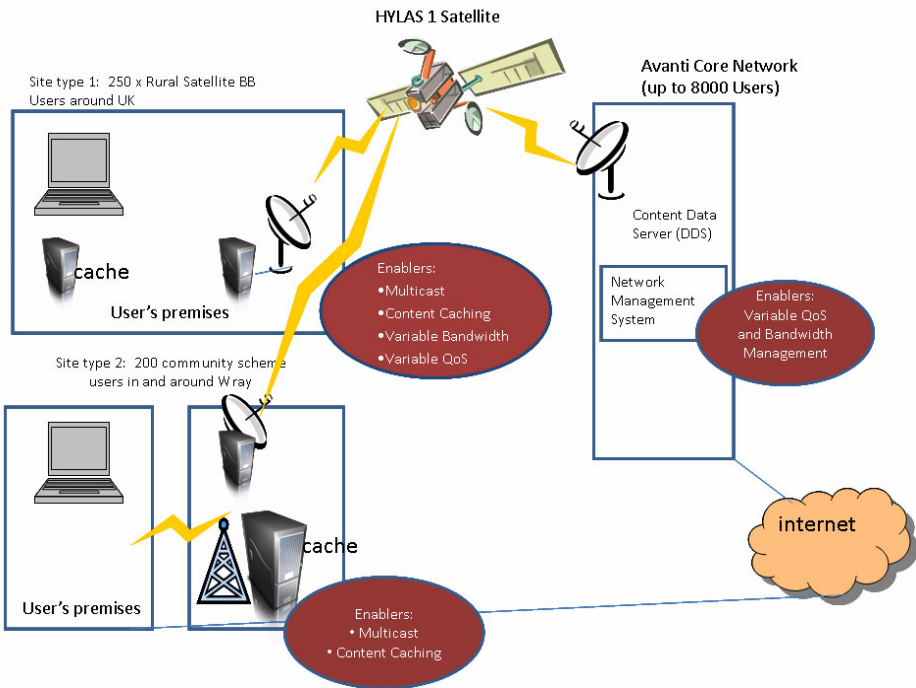 HYLAS 1 Satellite
Site type 1: 250 x Rural Satellite BB
Users around UK
Avanti Core Network
(up to 8000 Users)
Content Data
Server (DDS)
cache
User's premises
Enablers:
•Multicast
•Content Caching
•Variable Bandwidth
•Variable QoS
Network
Management
System
Enablers:
Variable QoS
and Bandwidth
Management
Site type 2: 200 community scheme
users in and around Wray
internet
cache
User's premises
Enablers:
• Multicast
• Content Caching